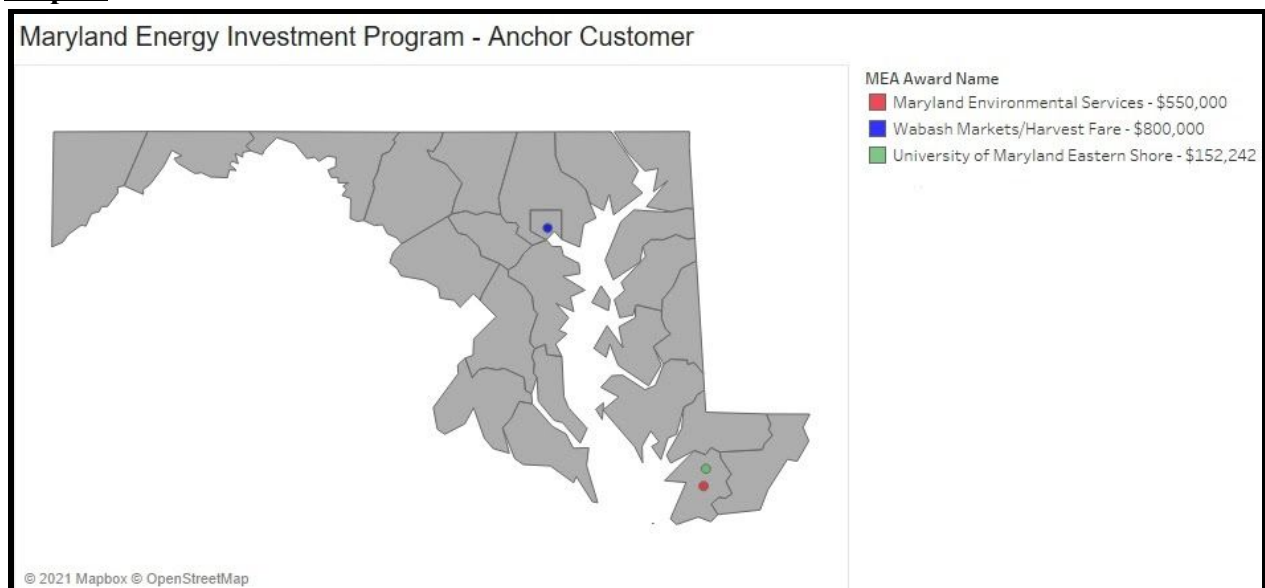 Maryland Energy Investment Program - Anchor Customer
MEA Award Name
Maryland Environmental Services - $550,000
Wabash Markets/Harvest Fare - $800,000
University of Maryland Eastern Shore - $152,242
© 2021 Mapbox © OpenStreetMap